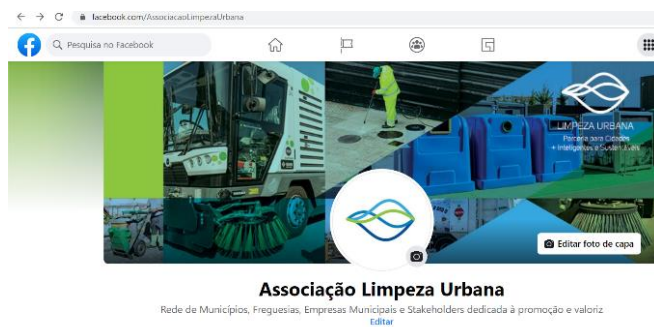 facebook.com/AssociacaoLimpezaUrbana
Pesquisa no Facebook
LIMPEZA URBANA
Parceria para Cidades
+ Inteligentes e Sustentáveis
Editar foto de capa
Associação Limpeza Urbana
Rede de Municípios, Freguesias, Empresas Municipais e Stakeholders dedicada à promoção e valoriz
Editar